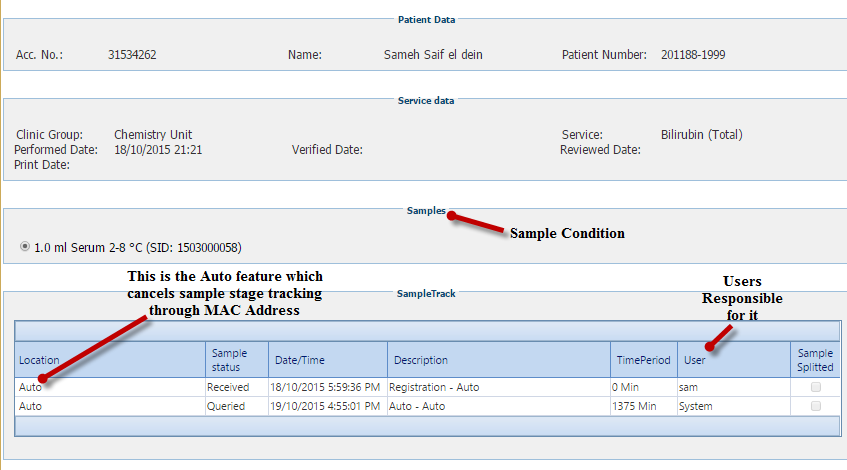 Patient Data
Acc. No.: 31534262 Name: Sameh Saif el dein Patient Number: 201188-1999
Service data
Clinic Group: Chemistry Unit Service: Bilirubin (Total)
Performed Date: 18/10/2015 21:21 Verified Date: Reviewed Date:
Print Date:
Samples
Sample Condition
1.0 ml Serum 2-8 °C (SID: 1503000058)
This is the Auto feature which
cancels sample stage tracking
through MAC Address
Users
Responsible
for it
SampleTrack
Location Sample status Date/Time Description TimePeriod User Sample Splitted
Auto Received 18/10/2015 5:59:36 PM Registration - Auto 0 Min sam
Auto Queried 19/10/2015 4:55:01 PM Auto - Auto 1375 Min System